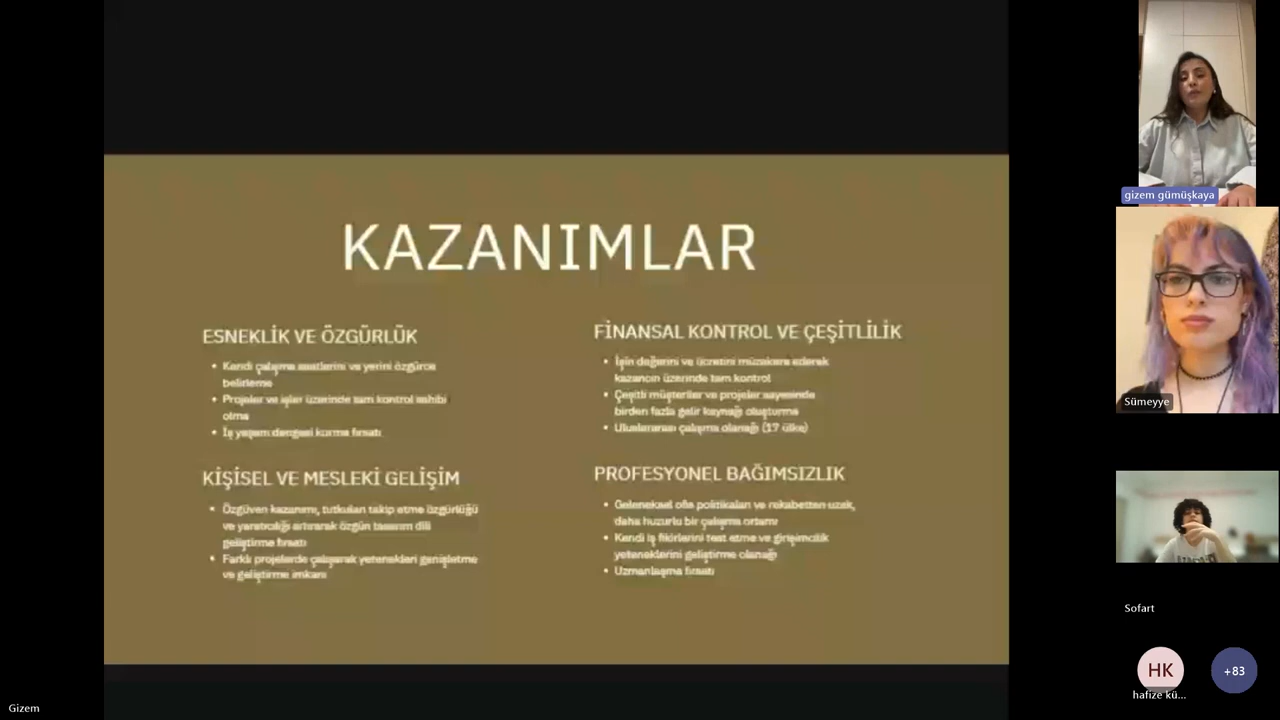 KAZANIMLAR
ESNEKLİK VE ÖZGÜRLÜK
• Kendi çalışma saatlerini ve yerini özgürce
belirleme
• Projeler ve işler üzerinde tam kontrol sahibi
olma
• İş yaşam dengesi kurma fırsatı
KİŞİSEL VE MESLEKİ GELİŞİM
• Özgüven kazanımı, tutkuları takip etme özgürlüğü
ve yaratıcılığı artırarak özgün tasarım dili
geliştirme fırsatı
• Farklı projelerde çalışarak yetenekleri genişletme
ve geliştirme imkanı
FİNANSAL KONTROL VE ÇEŞİTLİLİK
• İşin değerini ve ücretini müzakere ederek
kazancın üzerinde tam kontrol
• Çeşitli müşteriler ve projeler sayesinde
birden fazla gelir kaynağı oluşturma
• Uluslararası çalışma olanağı (17 ülke)
PROFESYONEL BAĞIMSIZLIK
• Geleneksel ofis politikaları ve rekabetten uzak,
daha huzurlu bir çalışma ortamı
• Kendi iş fikirlerini test etme ve girişimcilik
yeteneklerini geliştirme olanağı
• Uzmanlaşma fırsatı
gizem gümüşkaya
Sümeyye
Sofart
HK
+83
hafize kü...
Gizem